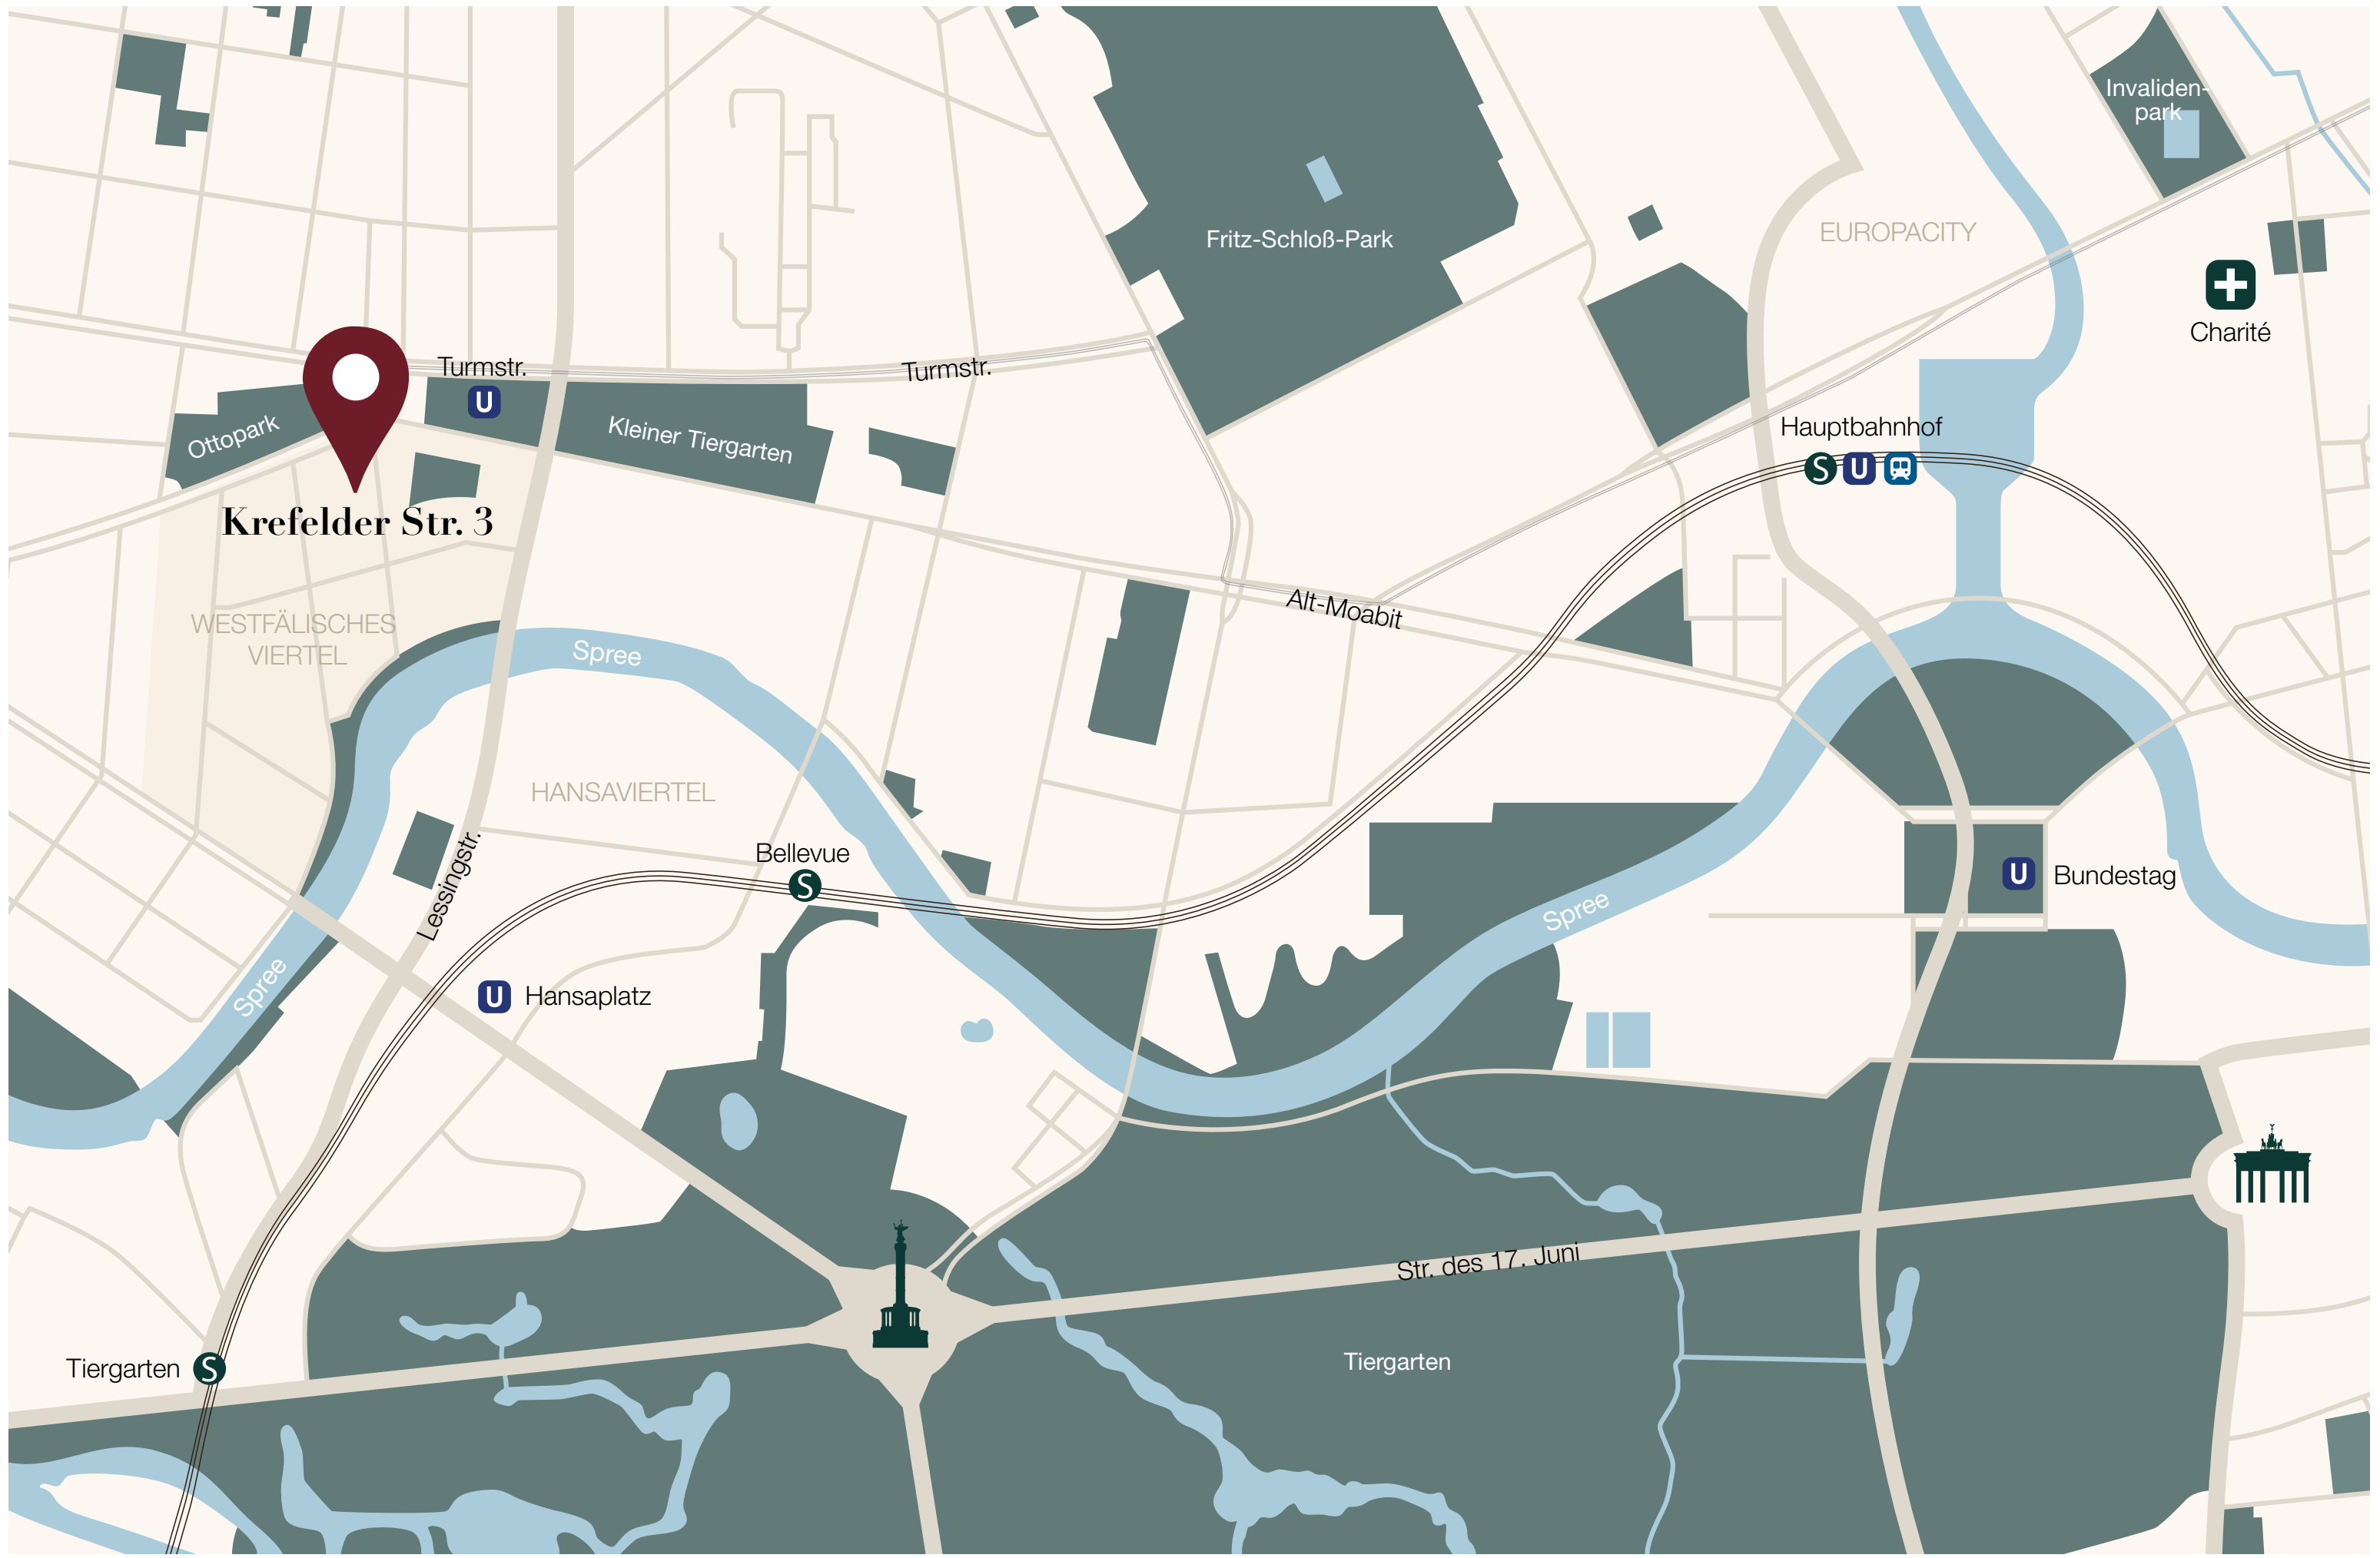 Invaliden-
park
Fritz-Schloß-Park
EUROPACITY
Charité
Turmstr.
U
Turmstr.
Ottopark
Kleiner Tiergarten
Hauptbahnhof
S U
Krefelder Str. 3
Alt-Moabit
WESTFÄLISCHES
VIERTEL
Spree
HANSAVIERTEL
Lessingstr.
Bellevue
S
U Bundestag
Spree
Spree
U Hansaplatz
Str. des 17. Juni
Tiergarten S
Tiergarten